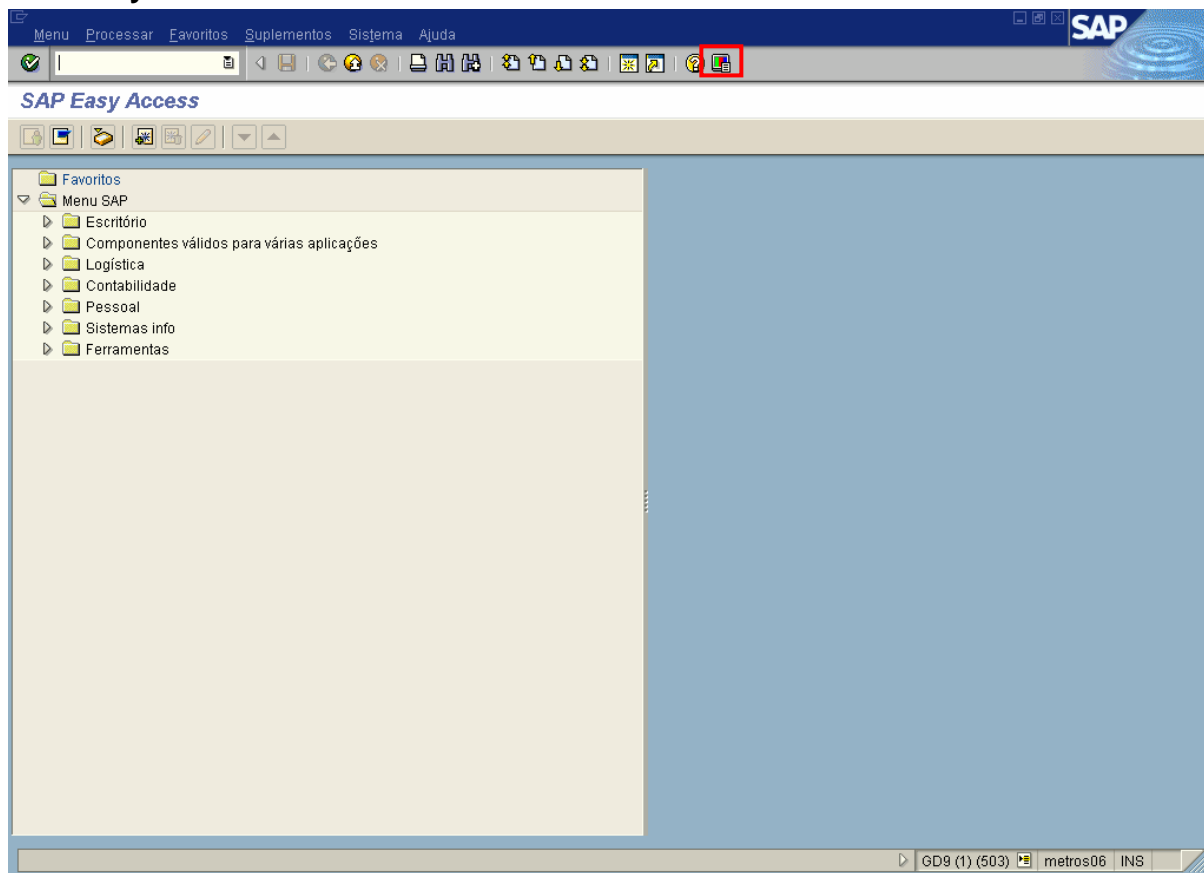 Menu Processar Favoritos Suplementos Sistema Ajuda
SAP
SAP Easy Access
Favoritos
Menu SAP
Escritório
Componentes válidos para várias aplicações
Logística
Contabilidade
Pessoal
Sistemas info
Ferramentas
GD9 (1) (503) metros06 INS